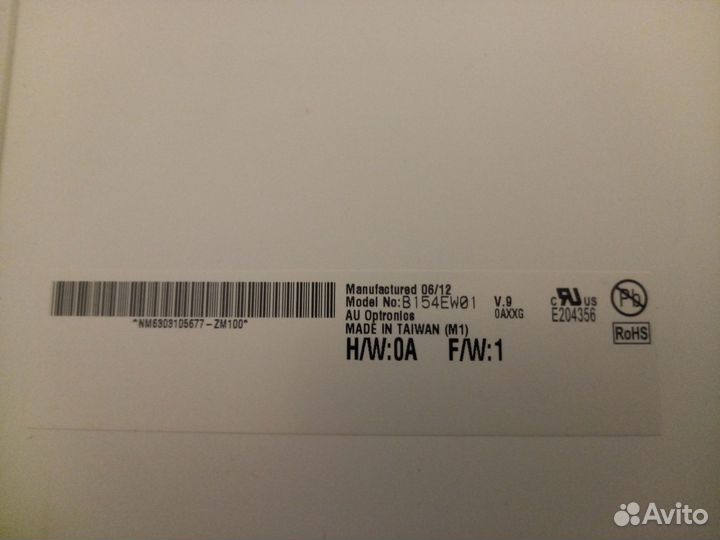 *NM6303105677-ZM100*
Manufactured 06/12
Model No:B154EW01 V.9
AU Optronics 0AXXG
MADE IN TAIWAN (M1)
H/W:0A F/W:1
c RU US
E204356
Pb
RoHS
Avito